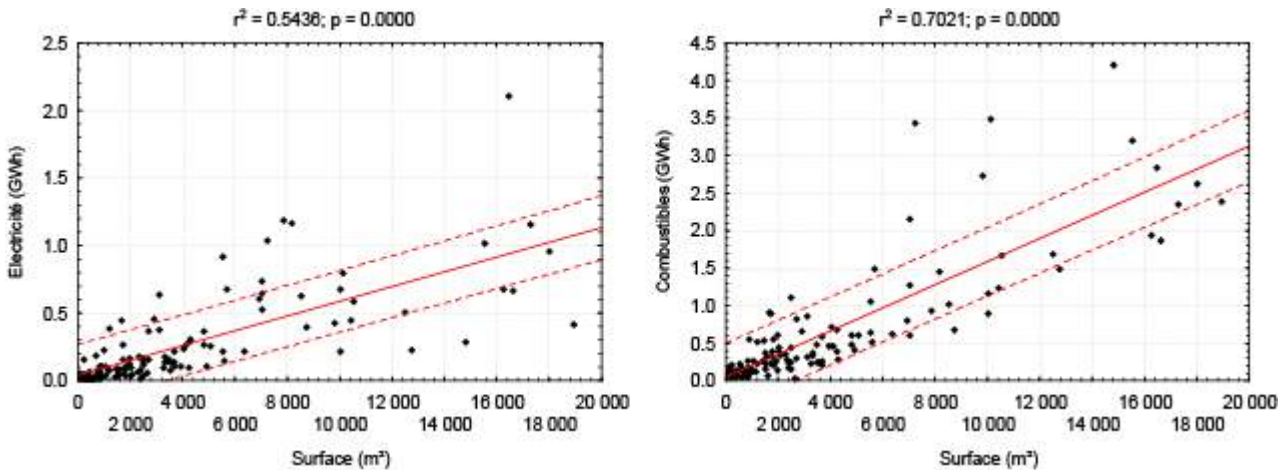 r² = 0.5436; p = 0.0000
Electricité (GWh)
2.5
2.0
1.5
1.0
0.5
0.0
0 4 000 8 000 12 000 16 000 20 000
2 000 6 000 10 000 14 000 18 000
Surface (m²)
r² = 0.7021; p = 0.0000
Combustibles (GWh)
4.5
4.0
3.5
3.0
2.5
2.0
1.5
1.0
0.5
0.0
0 4 000 8 000 12 000 16 000 20 000
2 000 6 000 10 000 14 000 18 000
Surface (m²)